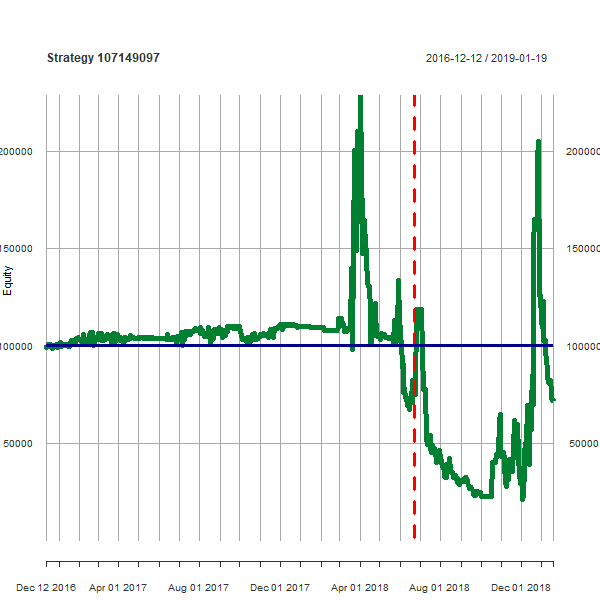 Strategy 107149097
2016-12-12 / 2019-01-19
200000
200000
150000
150000
Equity
100000
100000
50000
50000
Dec 12 2016
Apr 01 2017
Aug 01 2017
Dec 01 2017
Apr 01 2018
Aug 01 2018
Dec 01 2018